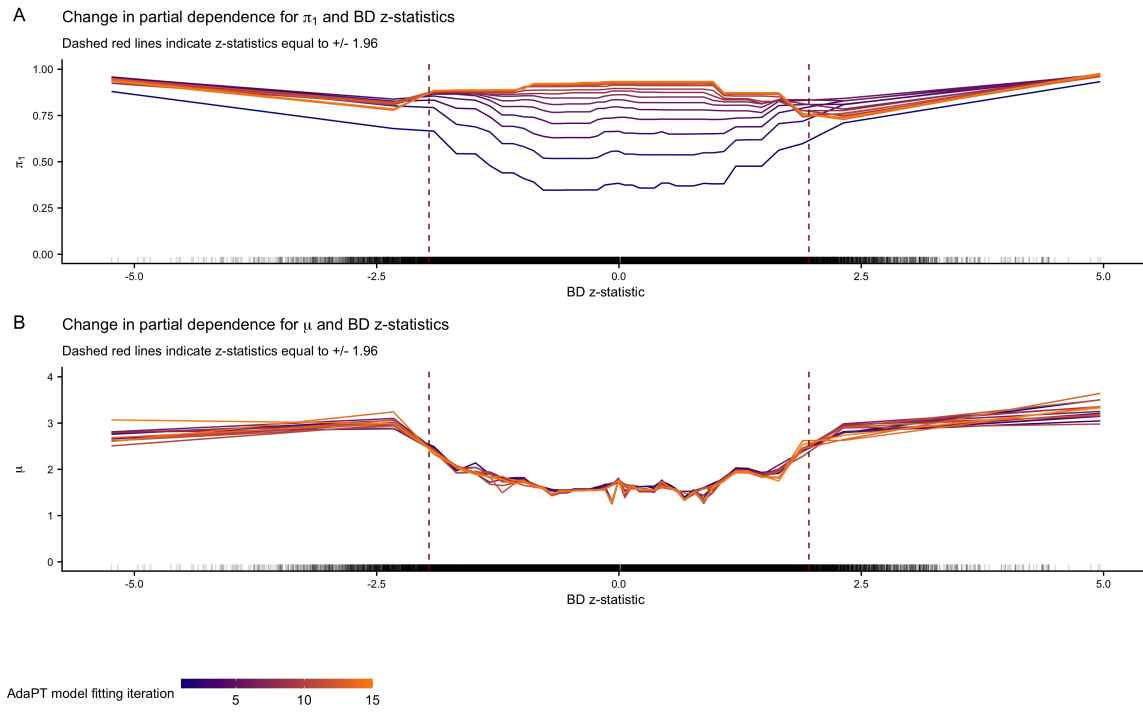 A
Change in partial dependence for π₁ and BD z-statistics
Dashed red lines indicate z-statistics equal to +/- 1.96
1.00
0.75
0.50
0.25
0.00
π₁
-5.0 -2.5 0.0 2.5 5.0
BD z-statistic
B
Change in partial dependence for μ and BD z-statistics
Dashed red lines indicate z-statistics equal to +/- 1.96
4
3
2
1
0
μ
-5.0 -2.5 0.0 2.5 5.0
BD z-statistic
AdaPT model fitting iteration
5 10 15